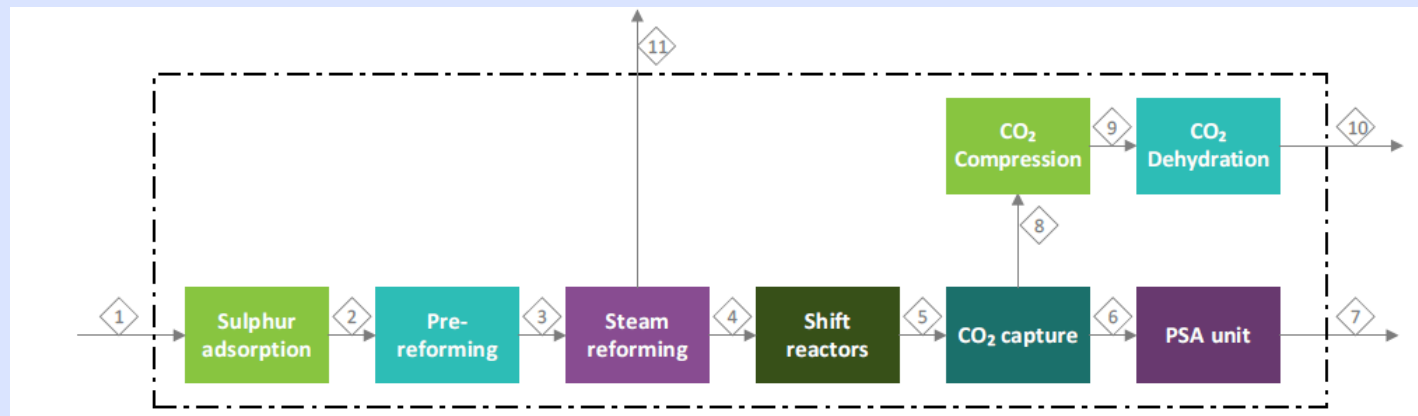 11
CO₂
Compression
9
CO₂
Dehydration
10
8
1
Sulphur
adsorption
2
Pre-
reforming
3
Steam
reforming
4
Shift
reactors
5
CO₂ capture
6
PSA unit
7